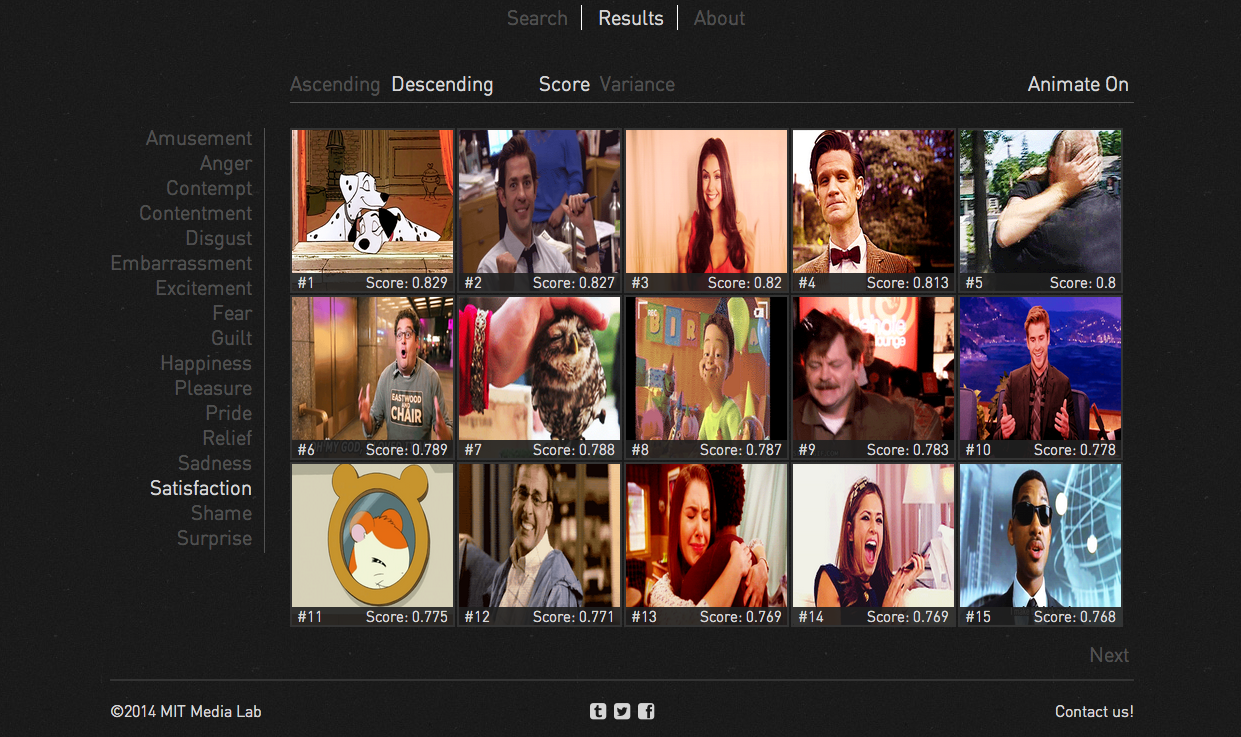 Search Results About
Ascending Descending Score Variance Animate On
Amusement
Anger
Contempt
Contentment
Disgust
Embarrassment
Excitement
Fear
Guilt
Happiness
Pleasure
Pride
Relief
Sadness
Satisfaction
Shame
Surprise
#1 Score: 0.829
#2 Score: 0.827
#3 Score: 0.82
#4 Score: 0.813
REC
BIR
#5 Score: 0.8
EASTWOOD
AND
CHAIR
lounge
#6 Score: 0.789
#7 Score: 0.788
#8 Score: 0.787
#9 Score: 0.783
#10 Score: 0.778
#11 Score: 0.775
#12 Score: 0.771
#13 Score: 0.769
#14 Score: 0.769
#15 Score: 0.768
Next
©2014 MIT Media Lab
Contact us!